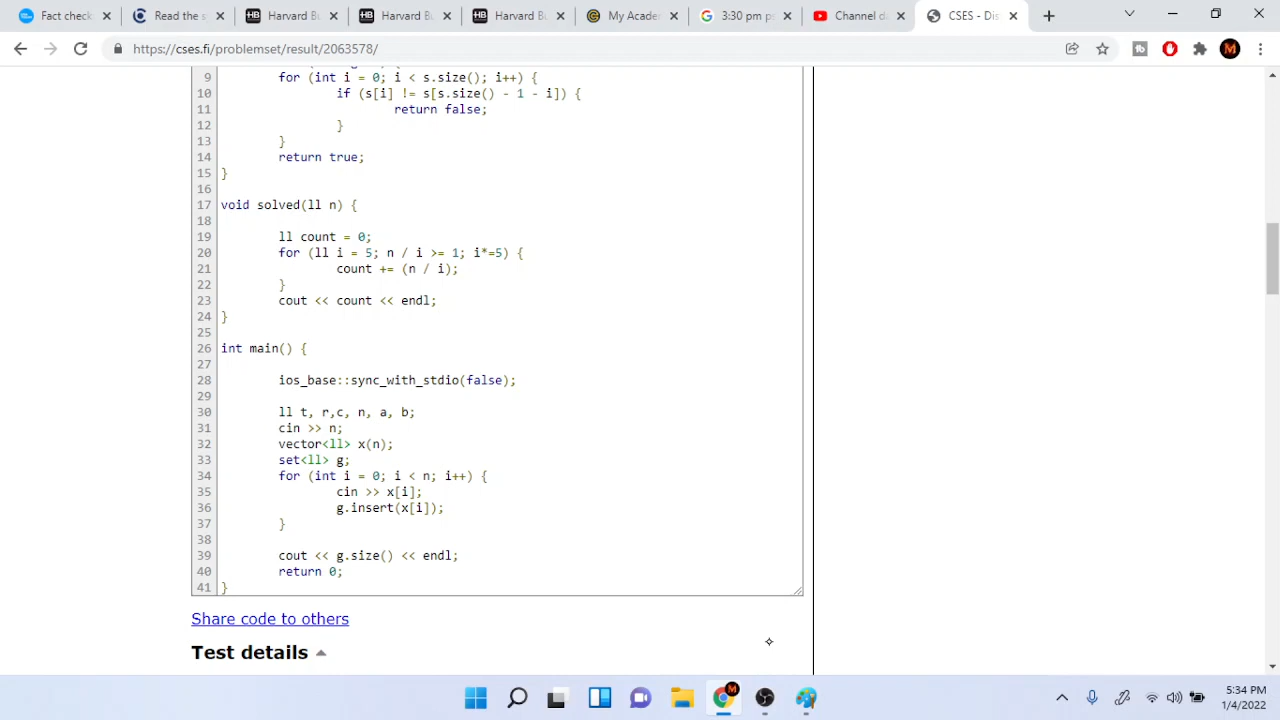 Fact check
Read the s
Harvard Bu
Harvard Bu
Harvard Bu
My Acade
3:30 pm ps
Channel da
CSES - Dis
https://cses.fi/problemset/result/2063578/
9 for (int i = 0; i < s.size(); i++) {
10 if (s[i] != s[s.size() - 1 - i]) {
11 return false;
12 }
13 }
14 return true;
15 }
16
17 void solved(ll n) {
18
19 ll count = 0;
20 for (ll i = 5; n / i >= 1; i*=5) {
21 count += (n / i);
22 }
23 cout << count << endl;
24 }
25
26 int main() {
27
28 ios_base::sync_with_stdio(false);
29
30 ll t, r,c, n, a, b;
31 cin >> n;
32 vector<ll> x(n);
33 set<ll> g;
34 for (int i = 0; i < n; i++) {
35 cin >> x[i];
36 g.insert(x[i]);
37 }
38
39 cout << g.size() << endl;
40 return 0;
41 }
Share code to others
Test details
5:34 PM
1/4/2022